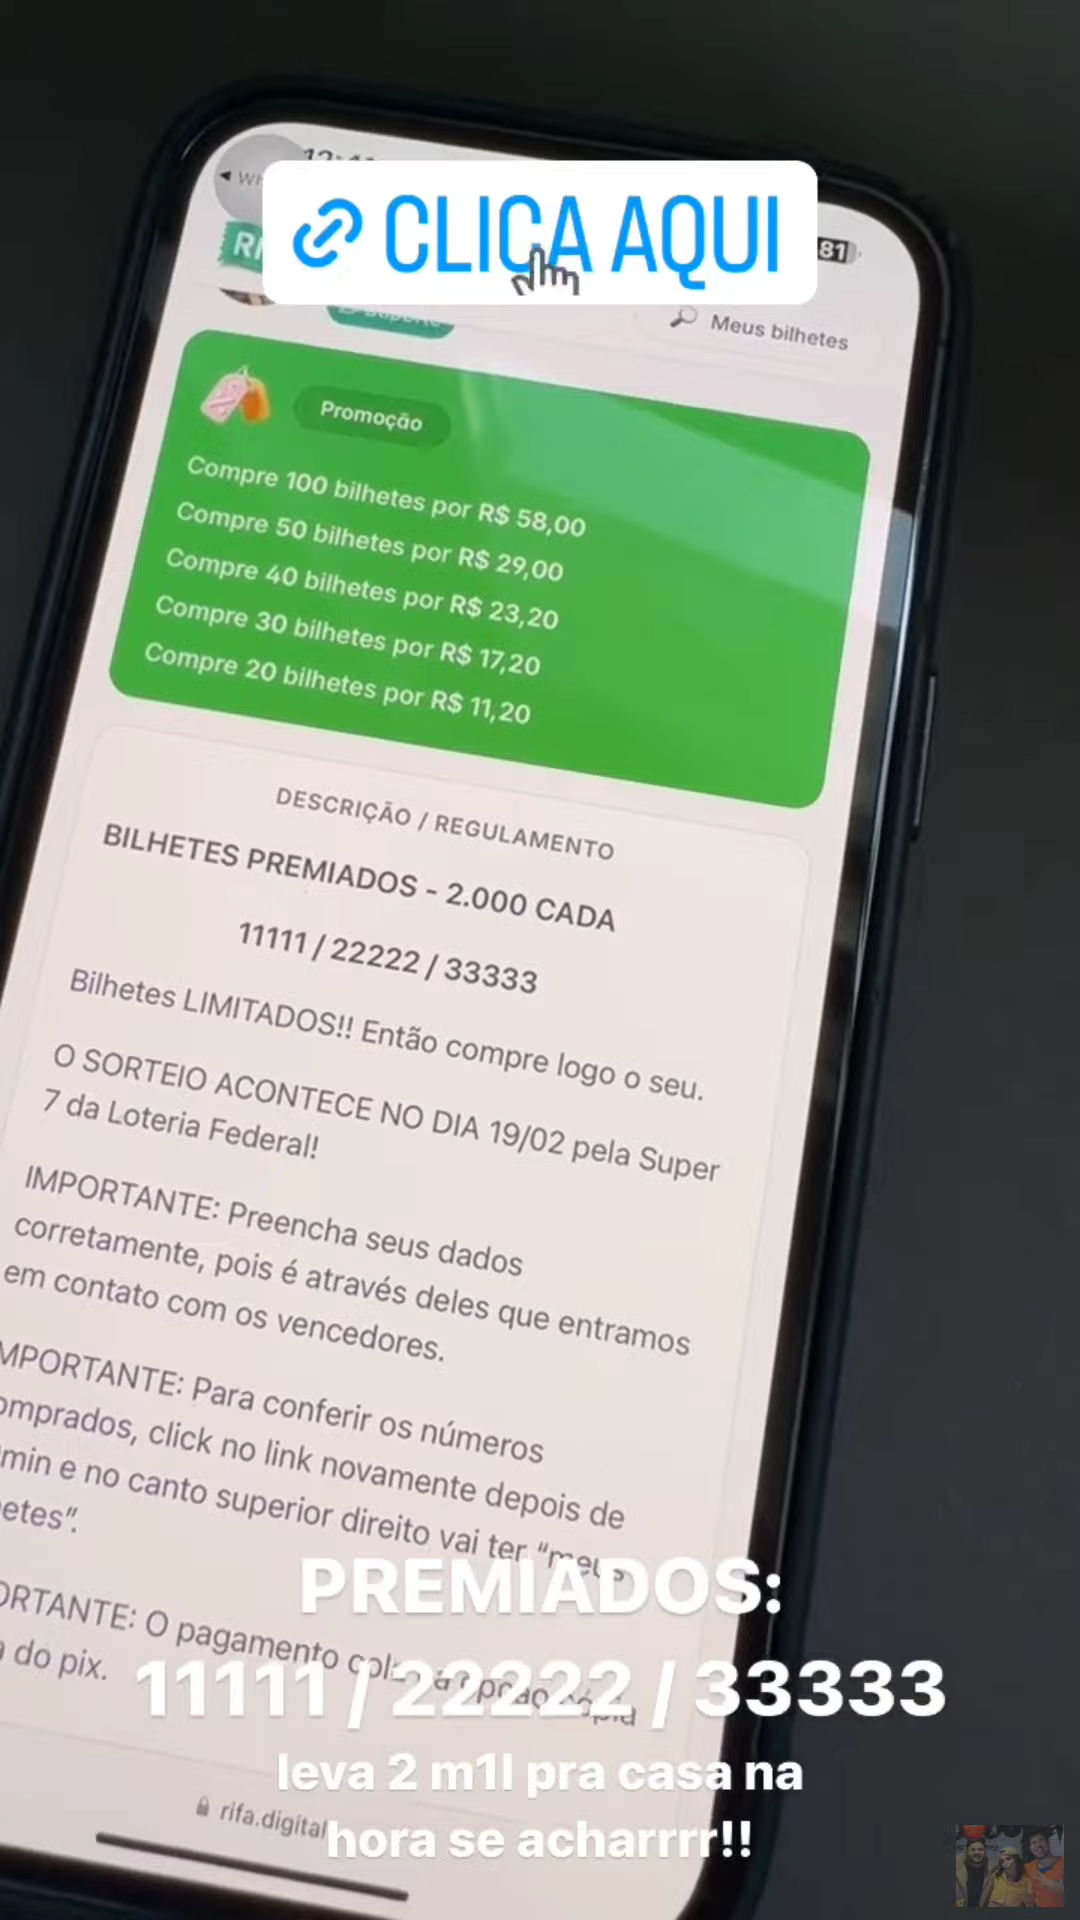 12:41
CLICA AQUI
81
Meus bilhetes
Promoção
Compre 100 bilhetes por R$ 58,00
Compre 50 bilhetes por R$ 29,00
Compre 40 bilhetes por R$ 23,20
Compre 30 bilhetes por R$ 17,20
Compre 20 bilhetes por R$ 11,20
DESCRIÇÃO / REGULAMENTO
BILHETES PREMIADOS - 2.000 CADA
11111 / 22222 / 33333
Bilhetes LIMITADOS!! Então compre logo o seu.
O SORTEIO ACONTECE NO DIA 19/02 pela Super
7 da Loteria Federal!
IMPORTANTE: Preencha seus dados
corretamente, pois é através deles que entramos
em contato com os vencedores.
MPORTANTE: Para conferir os números
omprados, click no link novamente depois de
min e no canto superior direito vai ter “meus
etes”.
ORTANTE: O pagamento
do pix.
PREMIADOS:
11111 / 22222 / 33333
leva 2 m1l pra casa na
hora se acharrrr!!
rifa.digital